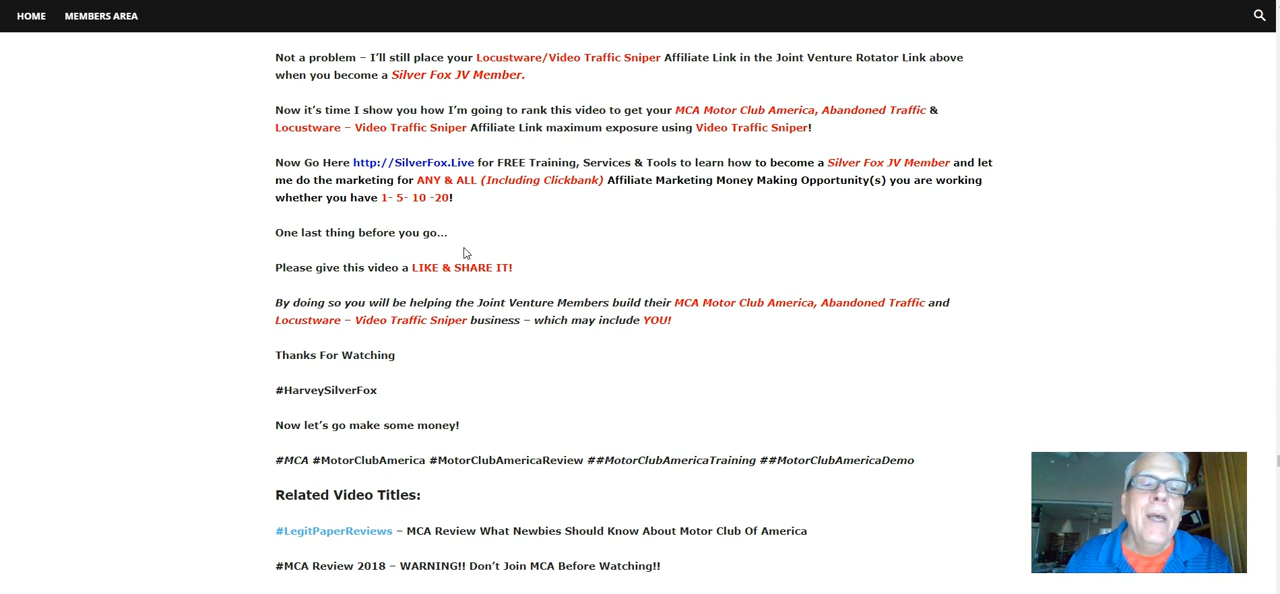 HOME MEMBERS AREA
Not a problem – I'll still place your Locustware/Video Traffic Sniper Affiliate Link in the Joint Venture Rotator Link above
when you become a Silver Fox JV Member.
Now it's time I show you how I'm going to rank this video to get your MCA Motor Club America, Abandoned Traffic &
Locustware – Video Traffic Sniper Affiliate Link maximum exposure using Video Traffic Sniper!
Now Go Here http://SilverFox.Live for FREE Training, Services & Tools to learn how to become a Silver Fox JV Member and let
me do the marketing for ANY & ALL (Including Clickbank) Affiliate Marketing Money Making Opportunity(s) you are working
whether you have 1- 5- 10 -20!
One last thing before you go…
Please give this video a LIKE & SHARE IT!
By doing so you will be helping the Joint Venture Members build their MCA Motor Club America, Abandoned Traffic and
Locustware – Video Traffic Sniper business – which may include YOU!
Thanks For Watching
#HarveySilverFox
Now let's go make some money!
#MCA #MotorClubAmerica #MotorClubAmericaReview ##MotorClubAmericaTraining ##MotorClubAmericaDemo
Related Video Titles:
#LegitPaperReviews – MCA Review What Newbies Should Know About Motor Club Of America
#MCA Review 2018 – WARNING!! Don't Join MCA Before Watching!!